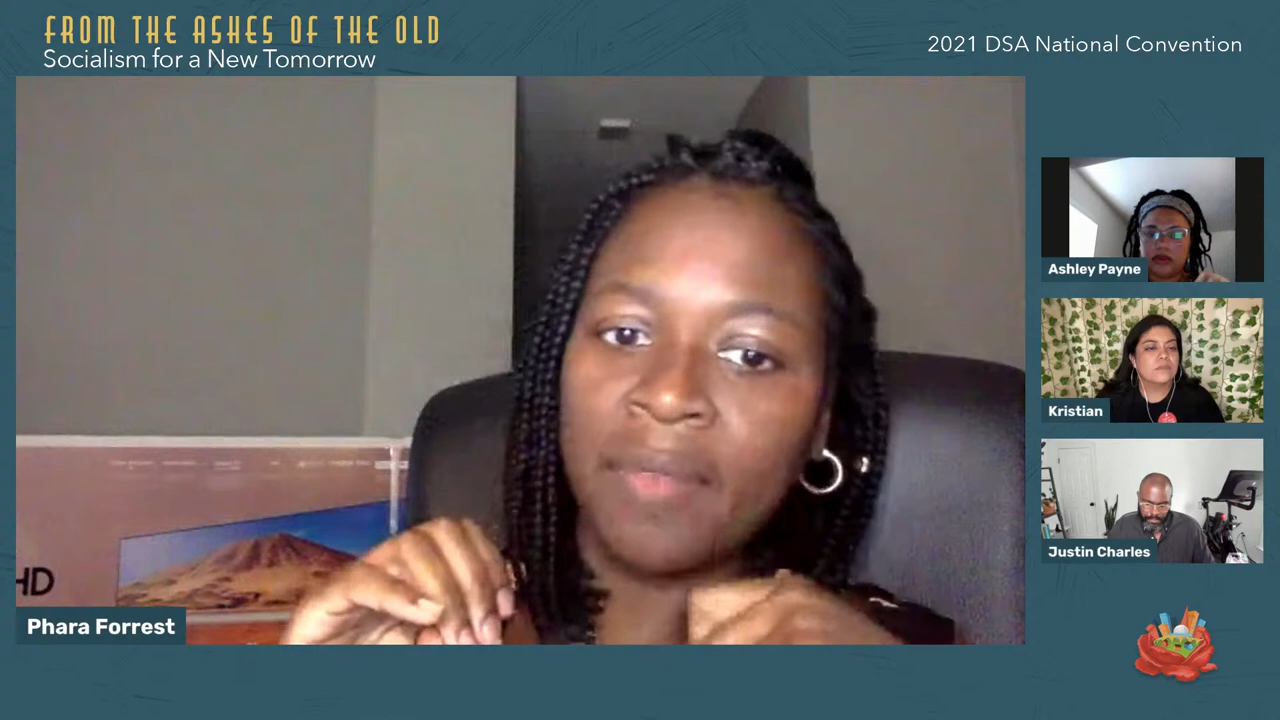 FROM THE ASHES OF THE OLD
Socialism for a New Tomorrow
2021 DSA National Convention
Ashley Payne
Kristian
Justin Charles
HD
Phara Forrest